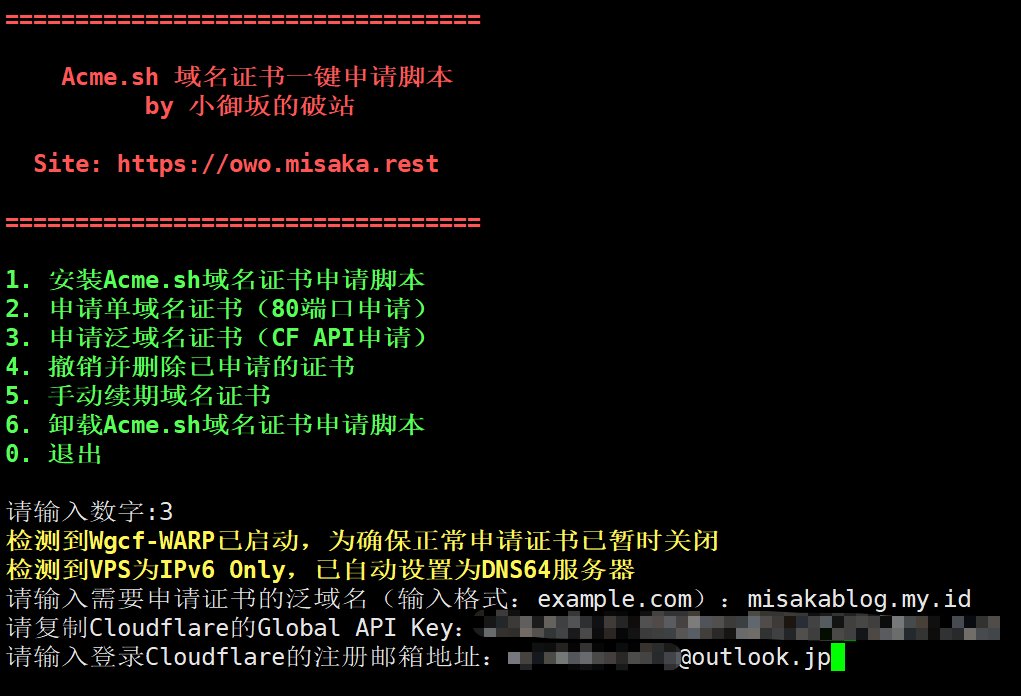 ==================================
Acme.sh 域名证书一键申请脚本
by 小御坂的破站
Site: https://owo.misaka.rest
==================================
1. 安装Acme.sh域名证书申请脚本
2. 申请单域名证书（80端口申请）
3. 申请泛域名证书（CF API申请）
4. 撤销并删除已申请的证书
5. 手动续期域名证书
6. 卸载Acme.sh域名证书申请脚本
0. 退出
请输入数字:3
检测到Wgcf-WARP已启动，为确保正常申请证书已暂时关闭
检测到VPS为IPv6 Only，已自动设置为DNS64服务器
请输入需要申请证书的泛域名（输入格式：example.com）：misakablog.my.id
请复制Cloudflare的Global API Key：
请输入登录Cloudflare的注册邮箱地址：@outlook.jp